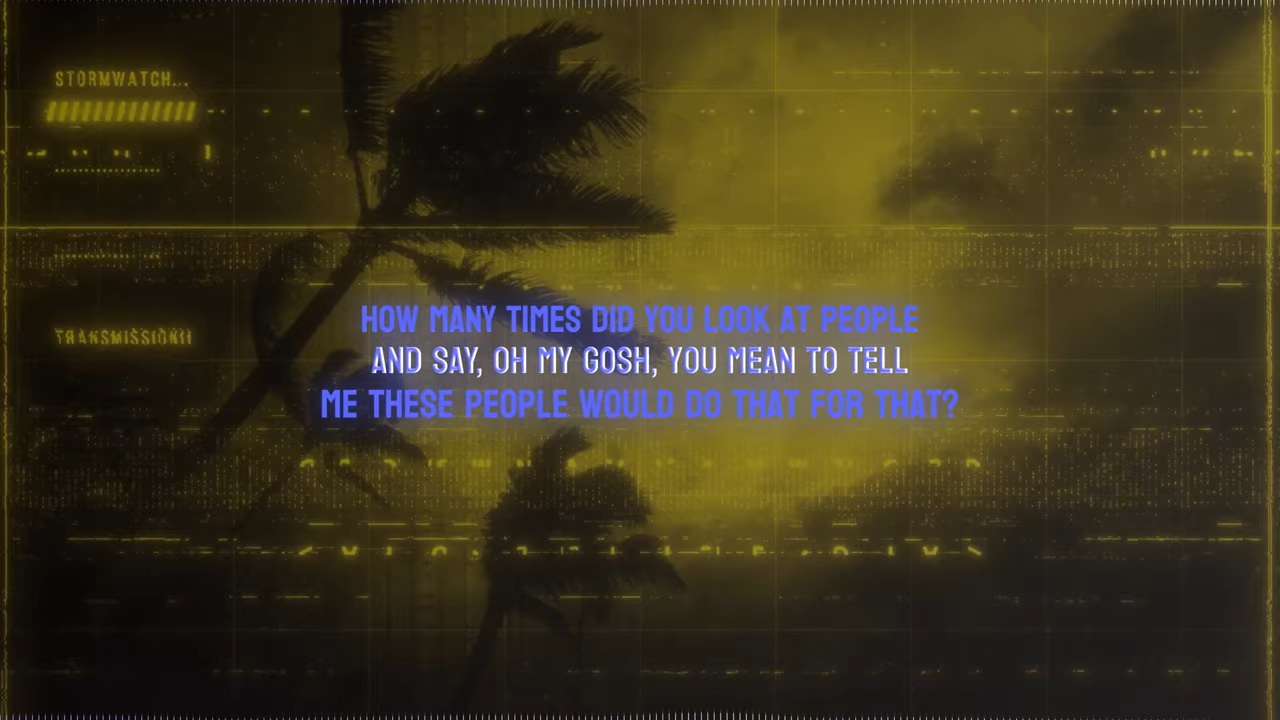 STORMWATCH...
TRANSMISSION
HOW MANY TIMES DID YOU LOOK AT PEOPLE
AND SAY, OH MY GOSH, YOU MEAN TO TELL
ME THESE PEOPLE WOULD DO THAT FOR THAT?